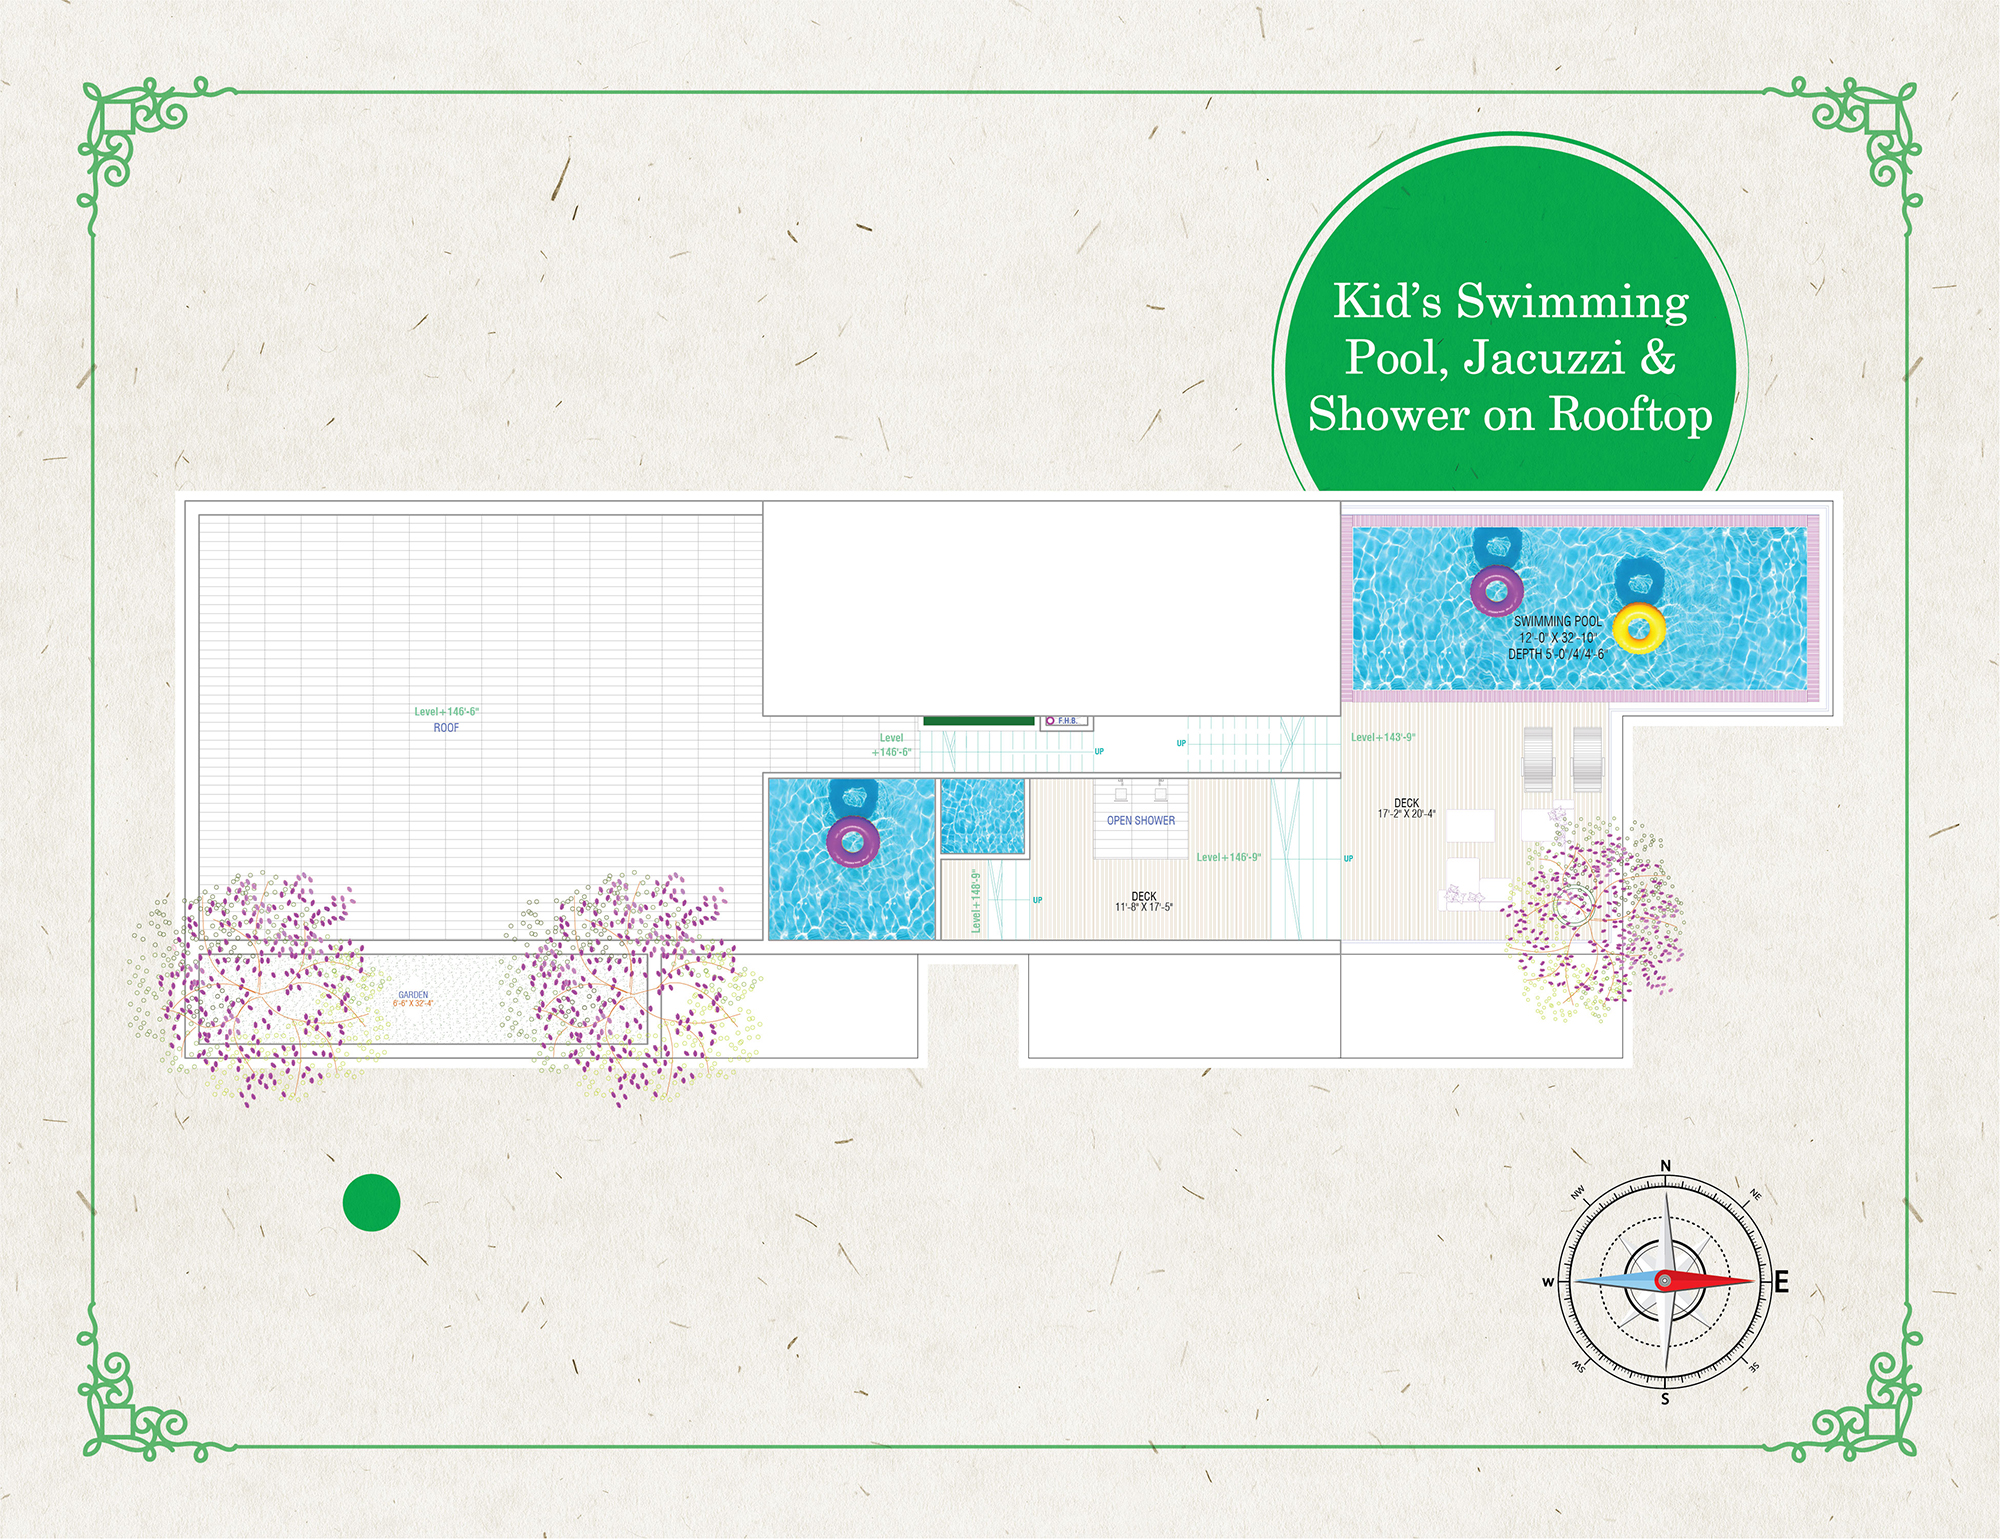 Kid’s Swimming
Pool, Jacuzzi &
Shower on Rooftop
SWIMMING POOL
12'-0" X 32'-10"
DEPTH 5'-0"/4'/4'-6"
Level+146'-6"
ROOF
F.H.B.
Level
+146'-6"
UP
UP
Level+143'-9"
DECK
17'-2" X 20'-4"
OPEN SHOWER
Level+146'-9"
UP
Level+148'-9"
UP
DECK
11'-8" X 17'-5"
GARDEN
6'-6" X 32'-4"
N
NW
NE
W
E
SW
SE
S